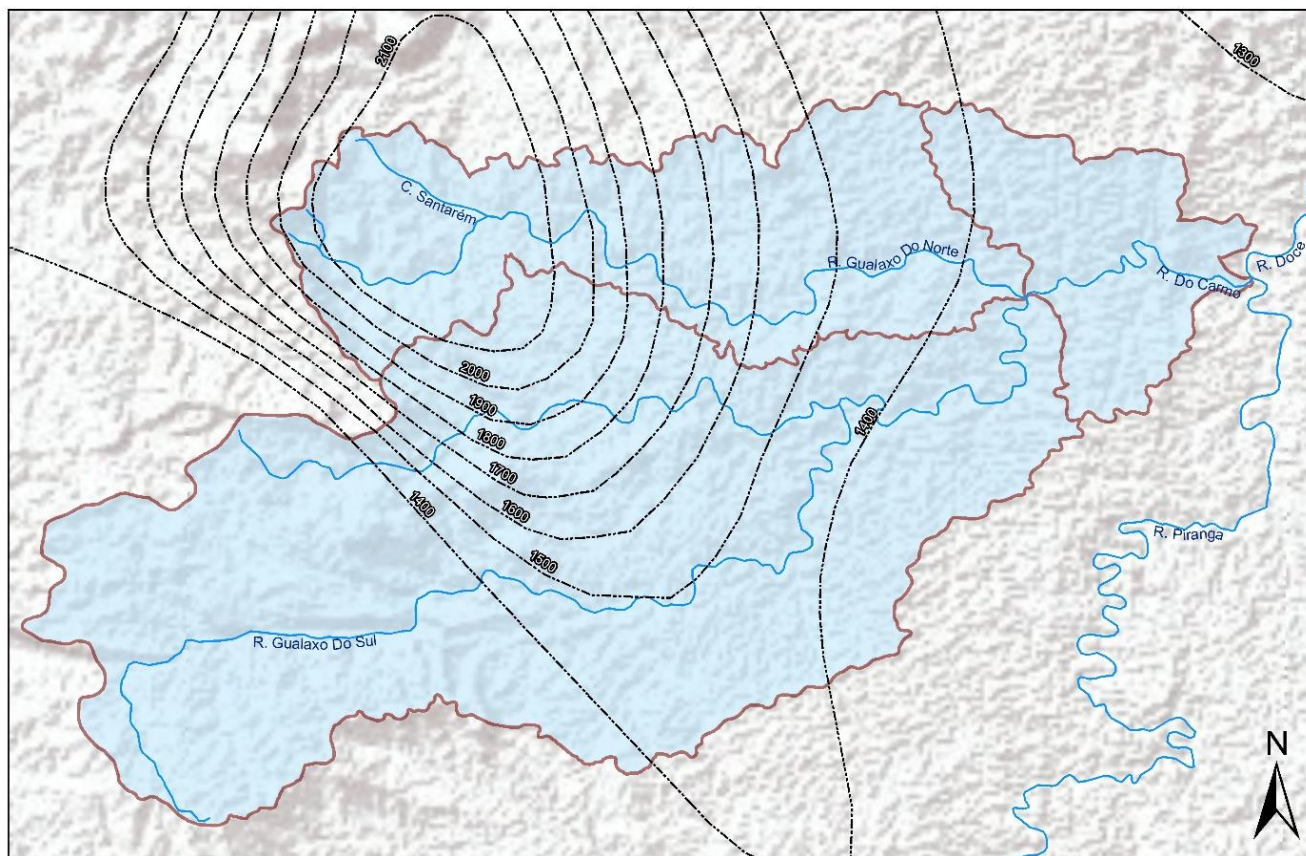 2100
1300
C. Santarém
R. Gualaxo Do Norte
R. Do Carmo
R. Doce
2000
1900
1800
1700
1600
1500
1400
1400
R. Piranga
R. Gualaxo Do Sul
N